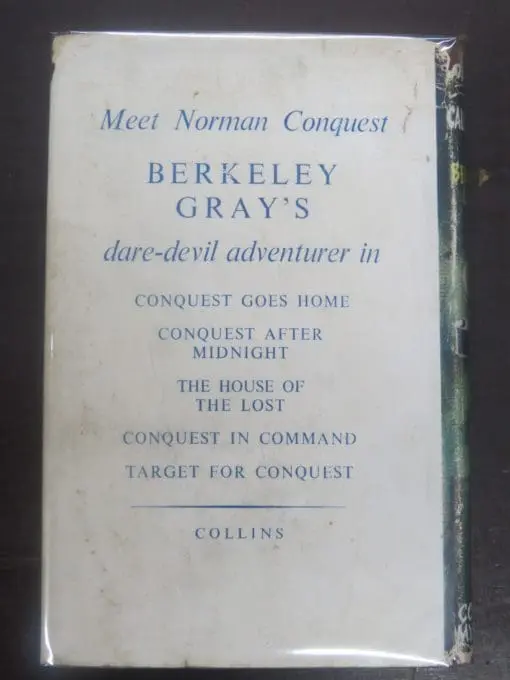 Meet Norman Conquest
BERKELEY
GRAY'S
dare-devil adventurer in
CONQUEST GOES HOME
CONQUEST AFTER
MIDNIGHT
THE HOUSE OF
THE LOST
CONQUEST IN COMMAND
TARGET FOR CONQUEST
COLLINS